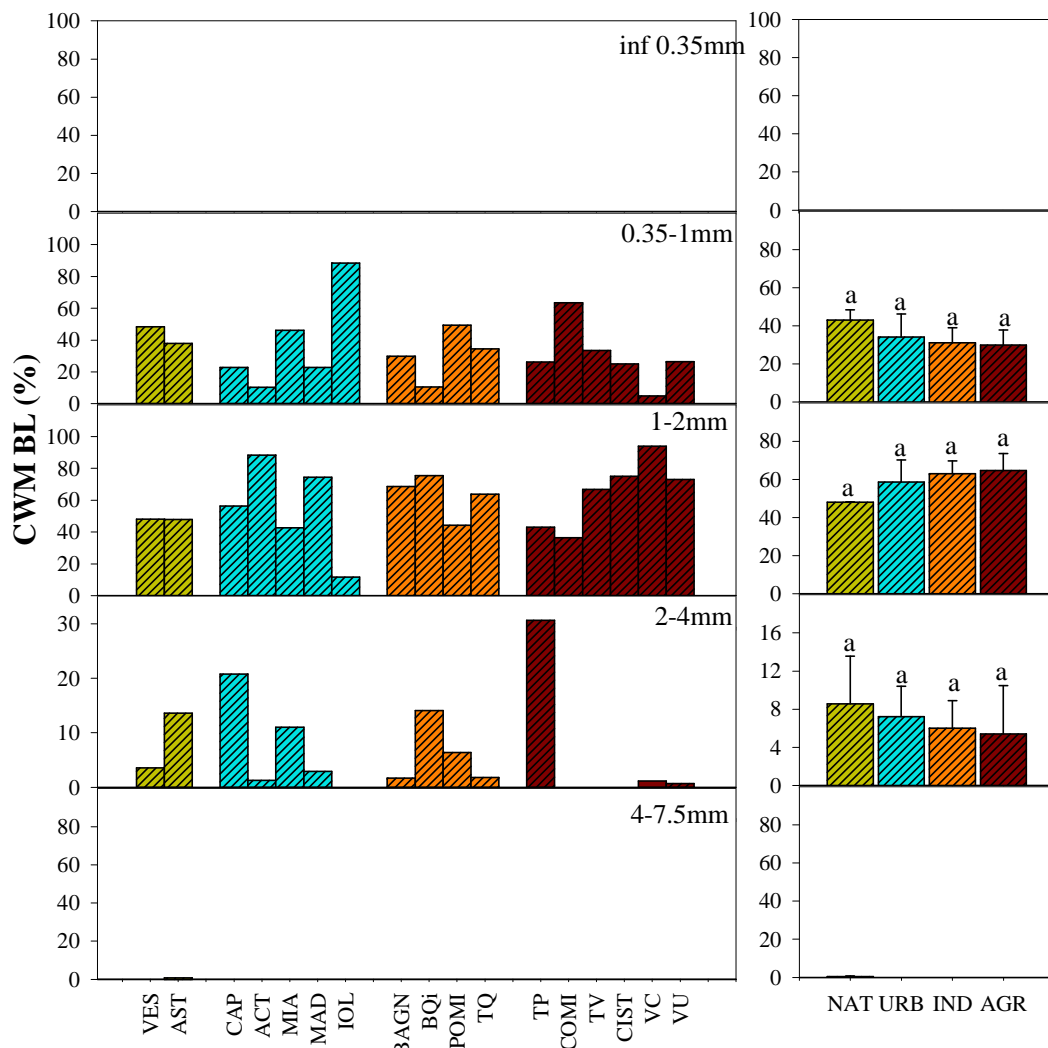 CWM BL (%)
100
80
60
40
20
0
inf 0.35mm
100
80
60
40
20
0
100
80
60
40
20
0
0.35-1mm
80
60
40
20
0
a a a a
100
80
60
40
20
0
1-2mm
80
60
40
20
0
a a a a
30
20
10
0
2-4mm
16
12
8
4
0
a a a a
80
60
40
20
0
4-7.5mm
80
60
40
20
0
VES
AST
CAP
ACT
MIA
MAD
IOL
BAGN
BQi
POMI
TQ
TP
COMI
TV
CIST
VC
VU
NAT URB IND AGR